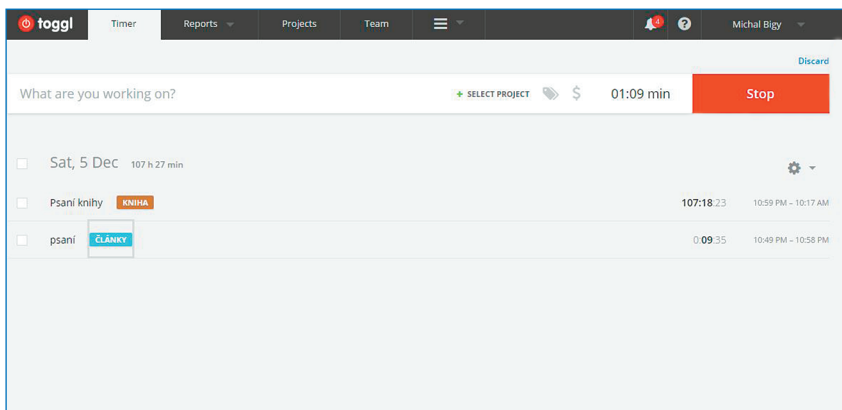 toggl Timer Reports Projects Team 4 ? Michal Bigy
Discard
What are you working on? + SELECT PROJECT $ 01:09 min Stop
Sat, 5 Dec 107 h 27 min
Psaní knihy KNIHA 107:18:23 10:59 PM – 10:17 AM
psaní ČLÁNKY 0:09:35 10:49 PM – 10:58 PM